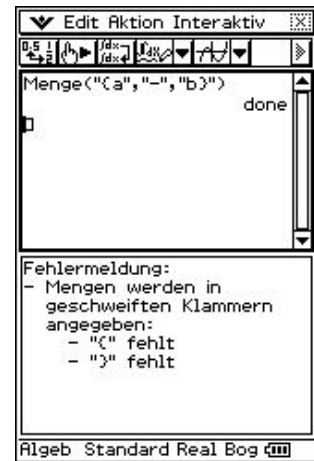 Edit Aktion Interaktiv
Menge("(a","-","b)")
done
Fehlermeldung:
- Mengen werden in
geschweiften Klammern
angegeben:
- "{" fehlt
- "}" fehlt
Algeb Standard Real Bog